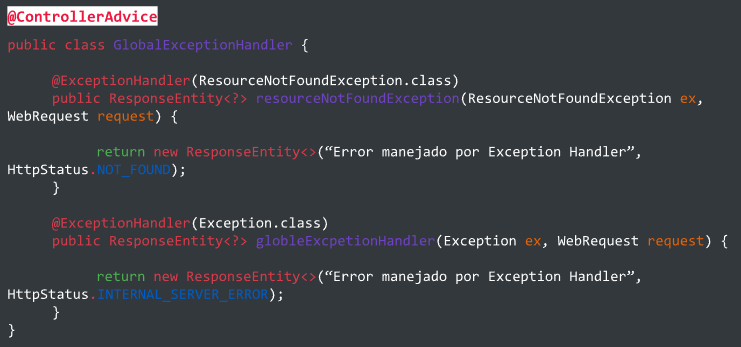 @ControllerAdvice
public class GlobalExceptionHandler {
@ExceptionHandler(ResourceNotFoundException.class)
public ResponseEntity<?> resourceNotFoundException(ResourceNotFoundException ex,
WebRequest request) {
return new ResponseEntity<>(“Error manejado por Exception Handler”,
HttpStatus.NOT_FOUND);
}
@ExceptionHandler(Exception.class)
public ResponseEntity<?> globleExcpetionHandler(Exception ex, WebRequest request) {
return new ResponseEntity<>(“Error manejado por Exception Handler”,
HttpStatus.INTERNAL_SERVER_ERROR);
}
}